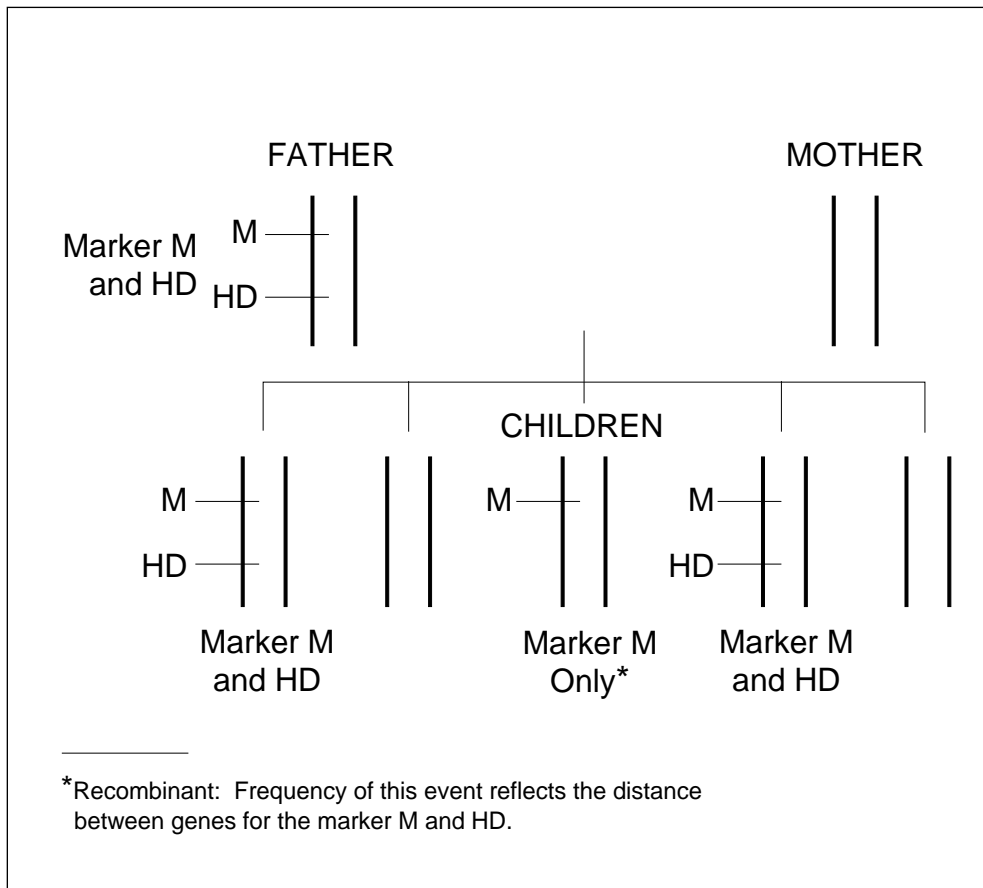 FATHER
MOTHER
Marker M
and HD
M
HD
CHILDREN
M
HD
M
M
HD
Marker M
and HD
Marker M
Only*
Marker M
and HD
*Recombinant: Frequency of this event reflects the distance
between genes for the marker M and HD.